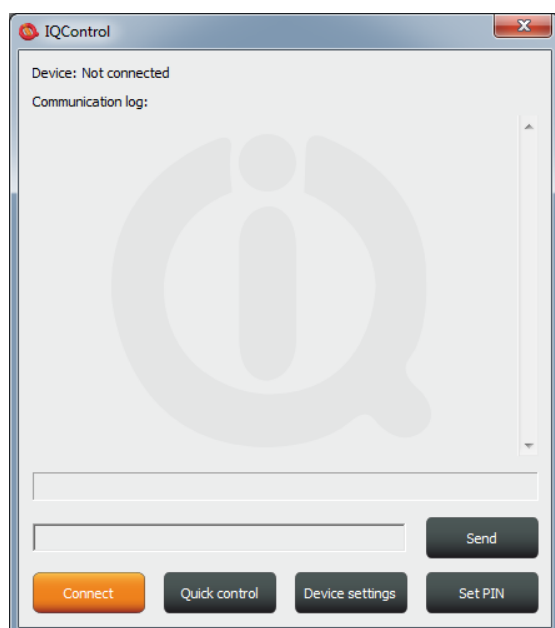 IQControl
Device: Not connected
Communication log:
Send
Connect Quick control Device settings Set PIN